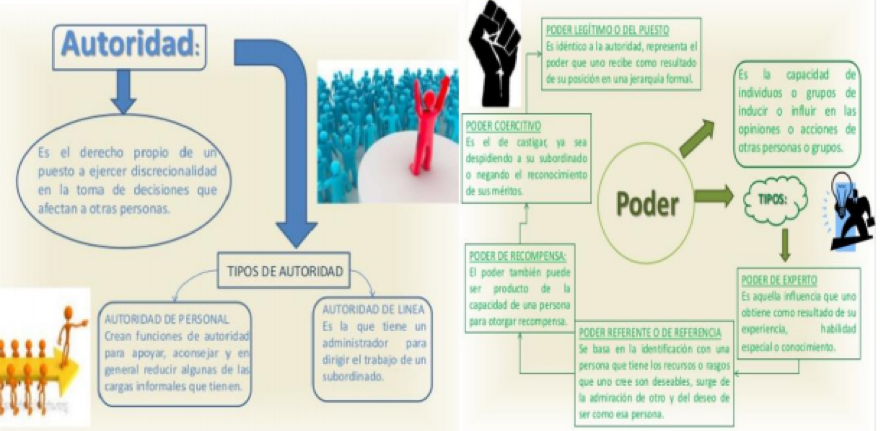 Autoridad:
Es el derecho propio de un
puesto a ejercer discrecionalidad
en la toma de decisiones que
afectan a otras personas.
TIPOS DE AUTORIDAD
AUTORIDAD DE PERSONAL
Crean funciones de autoridad
para apoyar, aconsejar y en
general reducir algunas de las
cargas informales que tienen.
AUTORIDAD DE LINEA
Es la que tiene un
administrador para
dirigir el trabajo de un
subordinado.
Poder
Es la capacidad de
individuos o grupos de
inducir o influir en las
opiniones o acciones de
otras personas o grupos.
TIPOS:
PODER DE EXPERTO
Es aquella influencia que uno
obtiene como resultado de su
experiencia, habilidad
especial o conocimiento.
PODER REFERENTE O DE REFERENCIA
Se basa en la identificación con una
persona que tiene los recursos o rasgos
que uno cree son deseables, surge de
la admiración de otro y del deseo de
ser como esa persona.
PODER DE RECOMPENSA:
El poder también puede
ser producto de la
capacidad de una persona
para otorgar recompensa.
PODER COERCITIVO
Es el de castigar, ya sea
despidiendo a su subordinado
o negando el reconocimiento
de sus méritos.
PODER LEGÍTIMO O DEL PUESTO
Es idéntico a la autoridad, representa el
poder que uno recibe como resultado
de su posición en una jerarquía formal.